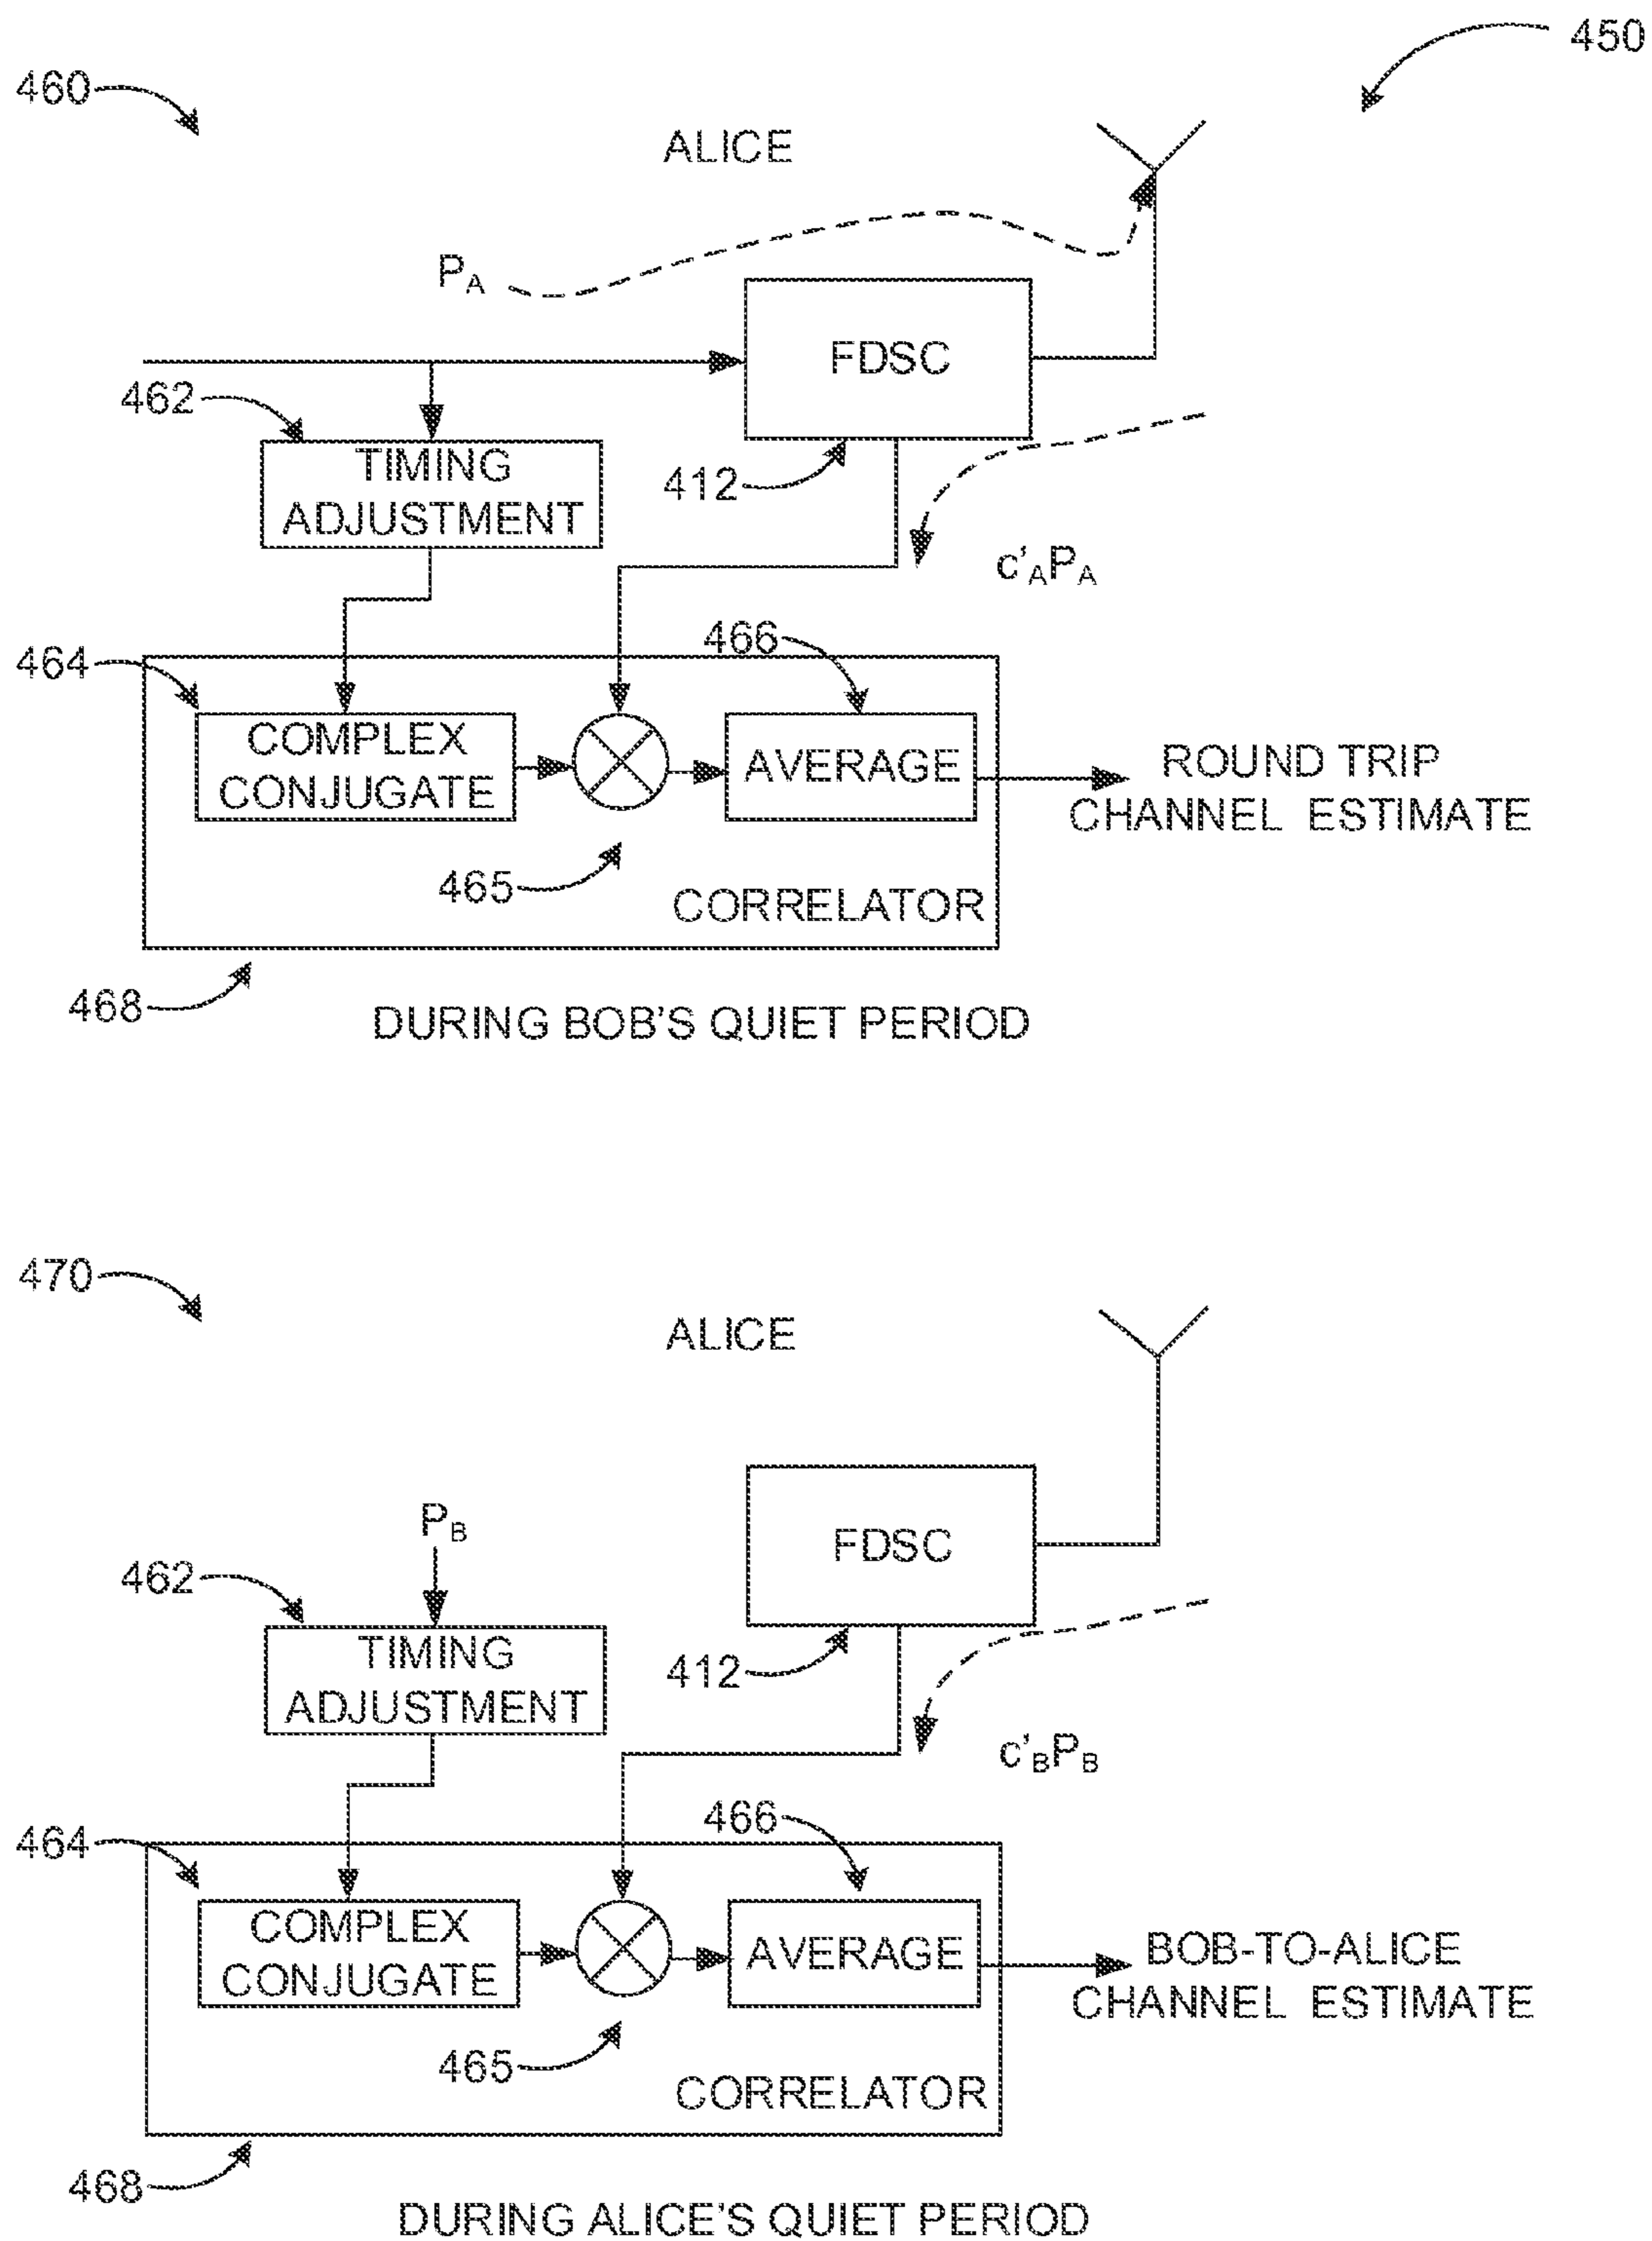 450
460
ALICE
PA
FDSC
462
TIMING
ADJUSTMENT
412
c'APA
464
466
COMPLEX
CONJUGATE
AVERAGE
ROUND TRIP
CHANNEL ESTIMATE
465
CORRELATOR
468
DURING BOB'S QUIET PERIOD
470
ALICE
PB
FDSC
462
TIMING
ADJUSTMENT
412
c'BPB
464
466
COMPLEX
CONJUGATE
AVERAGE
BOB-TO-ALICE
CHANNEL ESTIMATE
465
CORRELATOR
468
DURING ALICE'S QUIET PERIOD